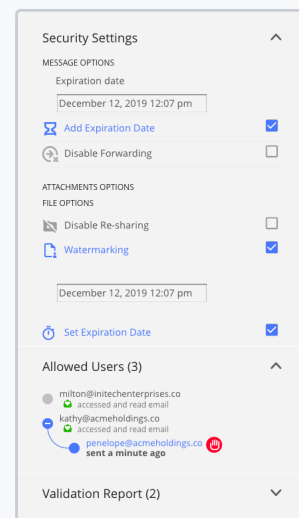 Security Settings
MESSAGE OPTIONS
Expiration date
December 12, 2019 12:07 pm
Add Expiration Date
Disable Forwarding
ATTACHMENTS OPTIONS
FILE OPTIONS
Disable Re-sharing
Watermarking
December 12, 2019 12:07 pm
Set Expiration Date
Allowed Users (3)
milton@initechenterprises.co
accessed and read email
kathy@acmeholdings.co
accessed and read email
penelope@acmeholdings.co
sent a minute ago
Validation Report (2)